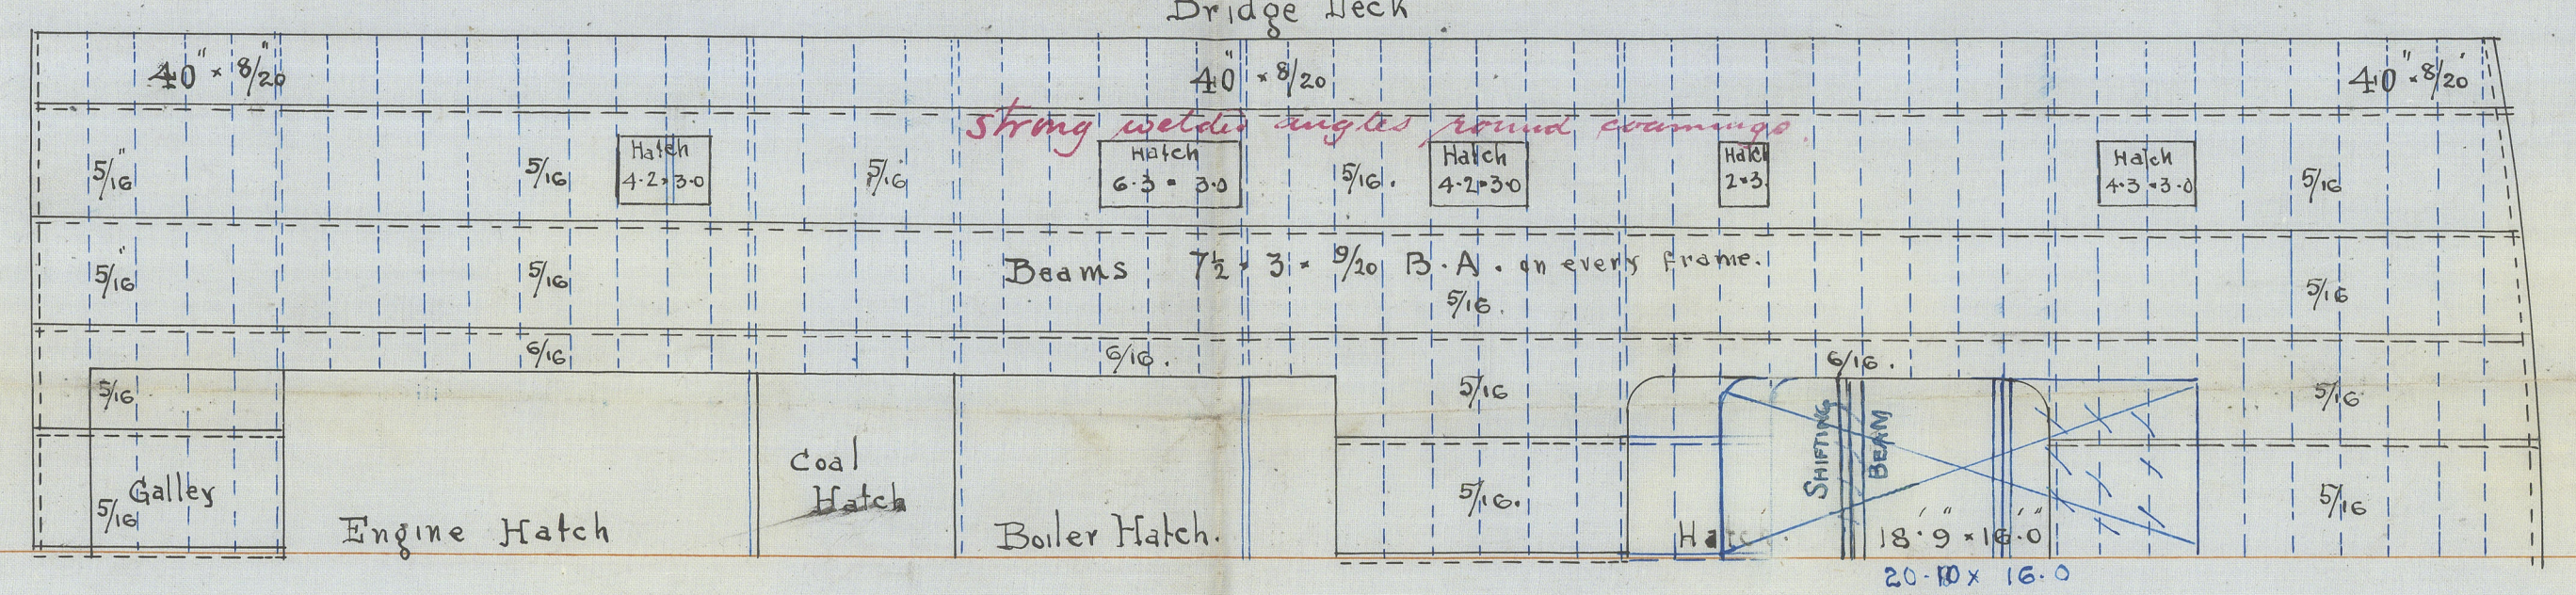 Bridge Deck
40" × 8/20
40" × 8/20
40" × 8/20
strong welded angles round coamings.
5/16"
5/16
Hatch
4.2 × 3.0
5/16
Hatch
6.3 × 3.0
5/16.
Hatch
4.2 × 3.0
Hatch
2 × 3.
Hatch
4.3 × 3.0
5/16
5/16"
5/16
Beams 7½ × 3 × 9/20 B.A. on every frame.
5/16.
5/16
6/16
6/16.
6/16.
5/16
5/16
5/16
SHIFTING
BEAM
Galley
5/16
Engine Hatch
Coal
Hatch
Boiler Hatch.
5/16.
18'.9" × 16'.0"
5/16
20.10 × 16.0